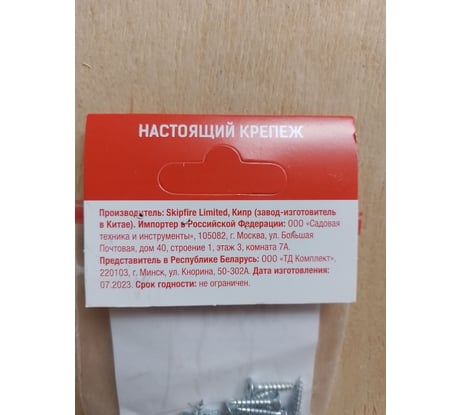 НАСТОЯЩИЙ КРЕПЕЖ
Производитель: Skipfire Limited, Кипр (завод-изготовитель
в Китае). Импортер в Российской Федерации: ООО «Садовая
техника и инструменты», 105082, г. Москва, ул. Большая
Почтовая, дом 40, строение 1, этаж 3, комната 7А.
Представитель в Республике Беларусь: ООО «ТД Комплект»,
220103, г. Минск, ул. Кнорина, 50-302А. Дата изготовления:
07.2023. Срок годности: не ограничен.